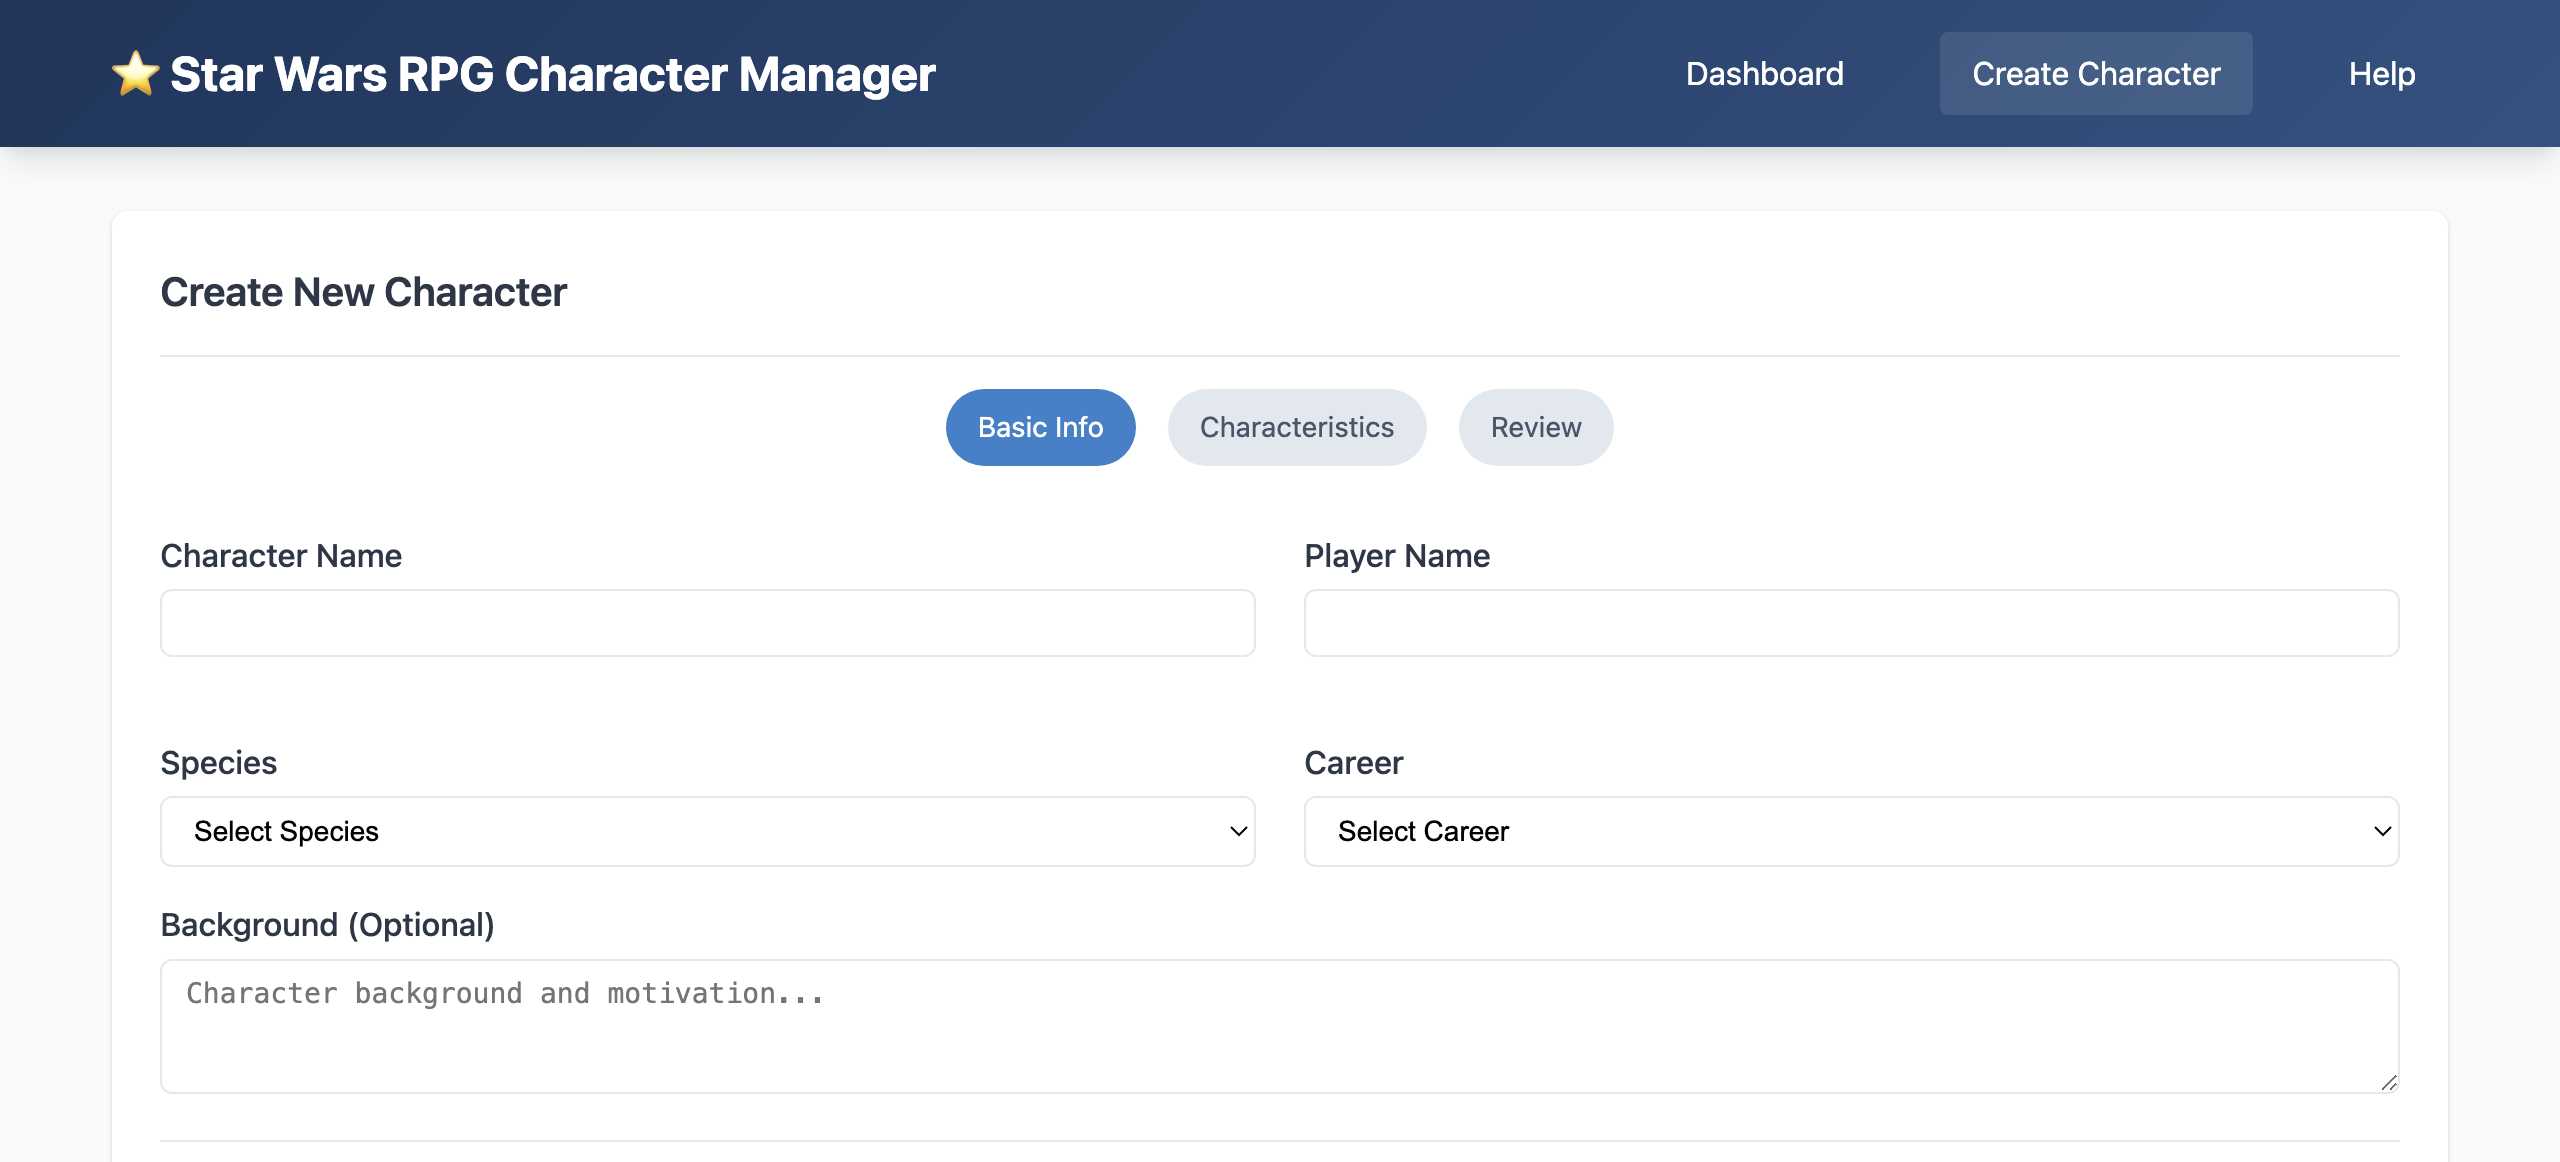 ⭐ Star Wars RPG Character Manager
Dashboard
Create Character
Help
Create New Character
Basic Info
Characteristics
Review
Character Name
Player Name
Species
Career
Select Species
Select Career
Background (Optional)
Character background and motivation...